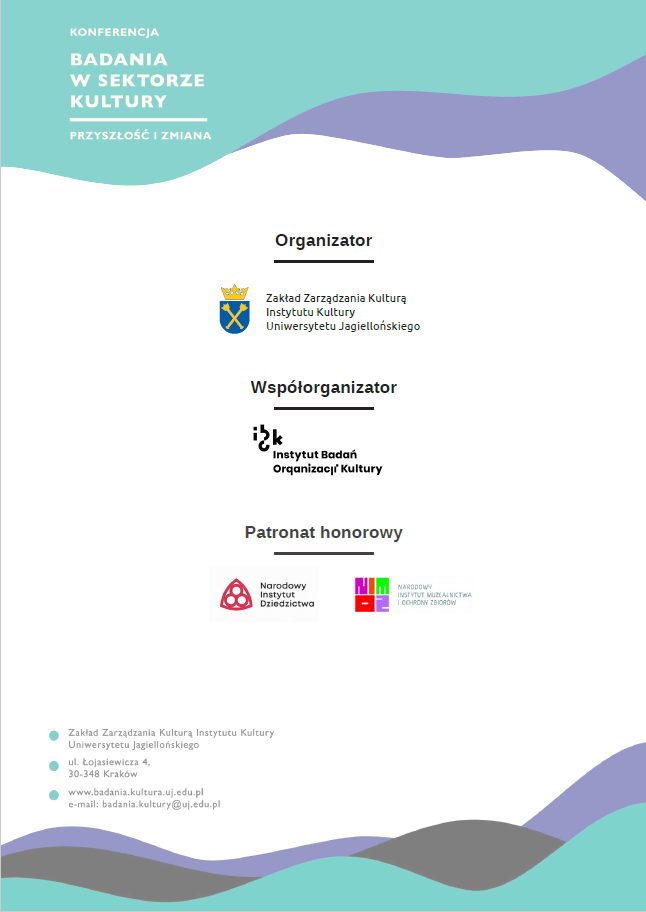 KONFERENCJA
BADANIA
W SEKTORZE
KULTURY
PRZYSZŁOŚĆ I ZMIANA
Organizator
Zakład Zarządzania Kulturą
Instytutu Kultury
Uniwersytetu Jagiellońskiego
Współorganizator
ibk
Instytut Badań
Organizacji Kultury
Patronat honorowy
Narodowy
Instytut
Dziedzictwa
NARODOWY
INSTYTUT MUZEALNICTWA
I OCHRONY ZBIORÓW
Zakład Zarządzania Kulturą Instytutu Kultury
Uniwersytetu Jagiellońskiego
ul. Łojasiewicza 4,
30-348 Kraków
www.badania.kultura.uj.edu.pl
e-mail: badania.kultury@uj.edu.pl